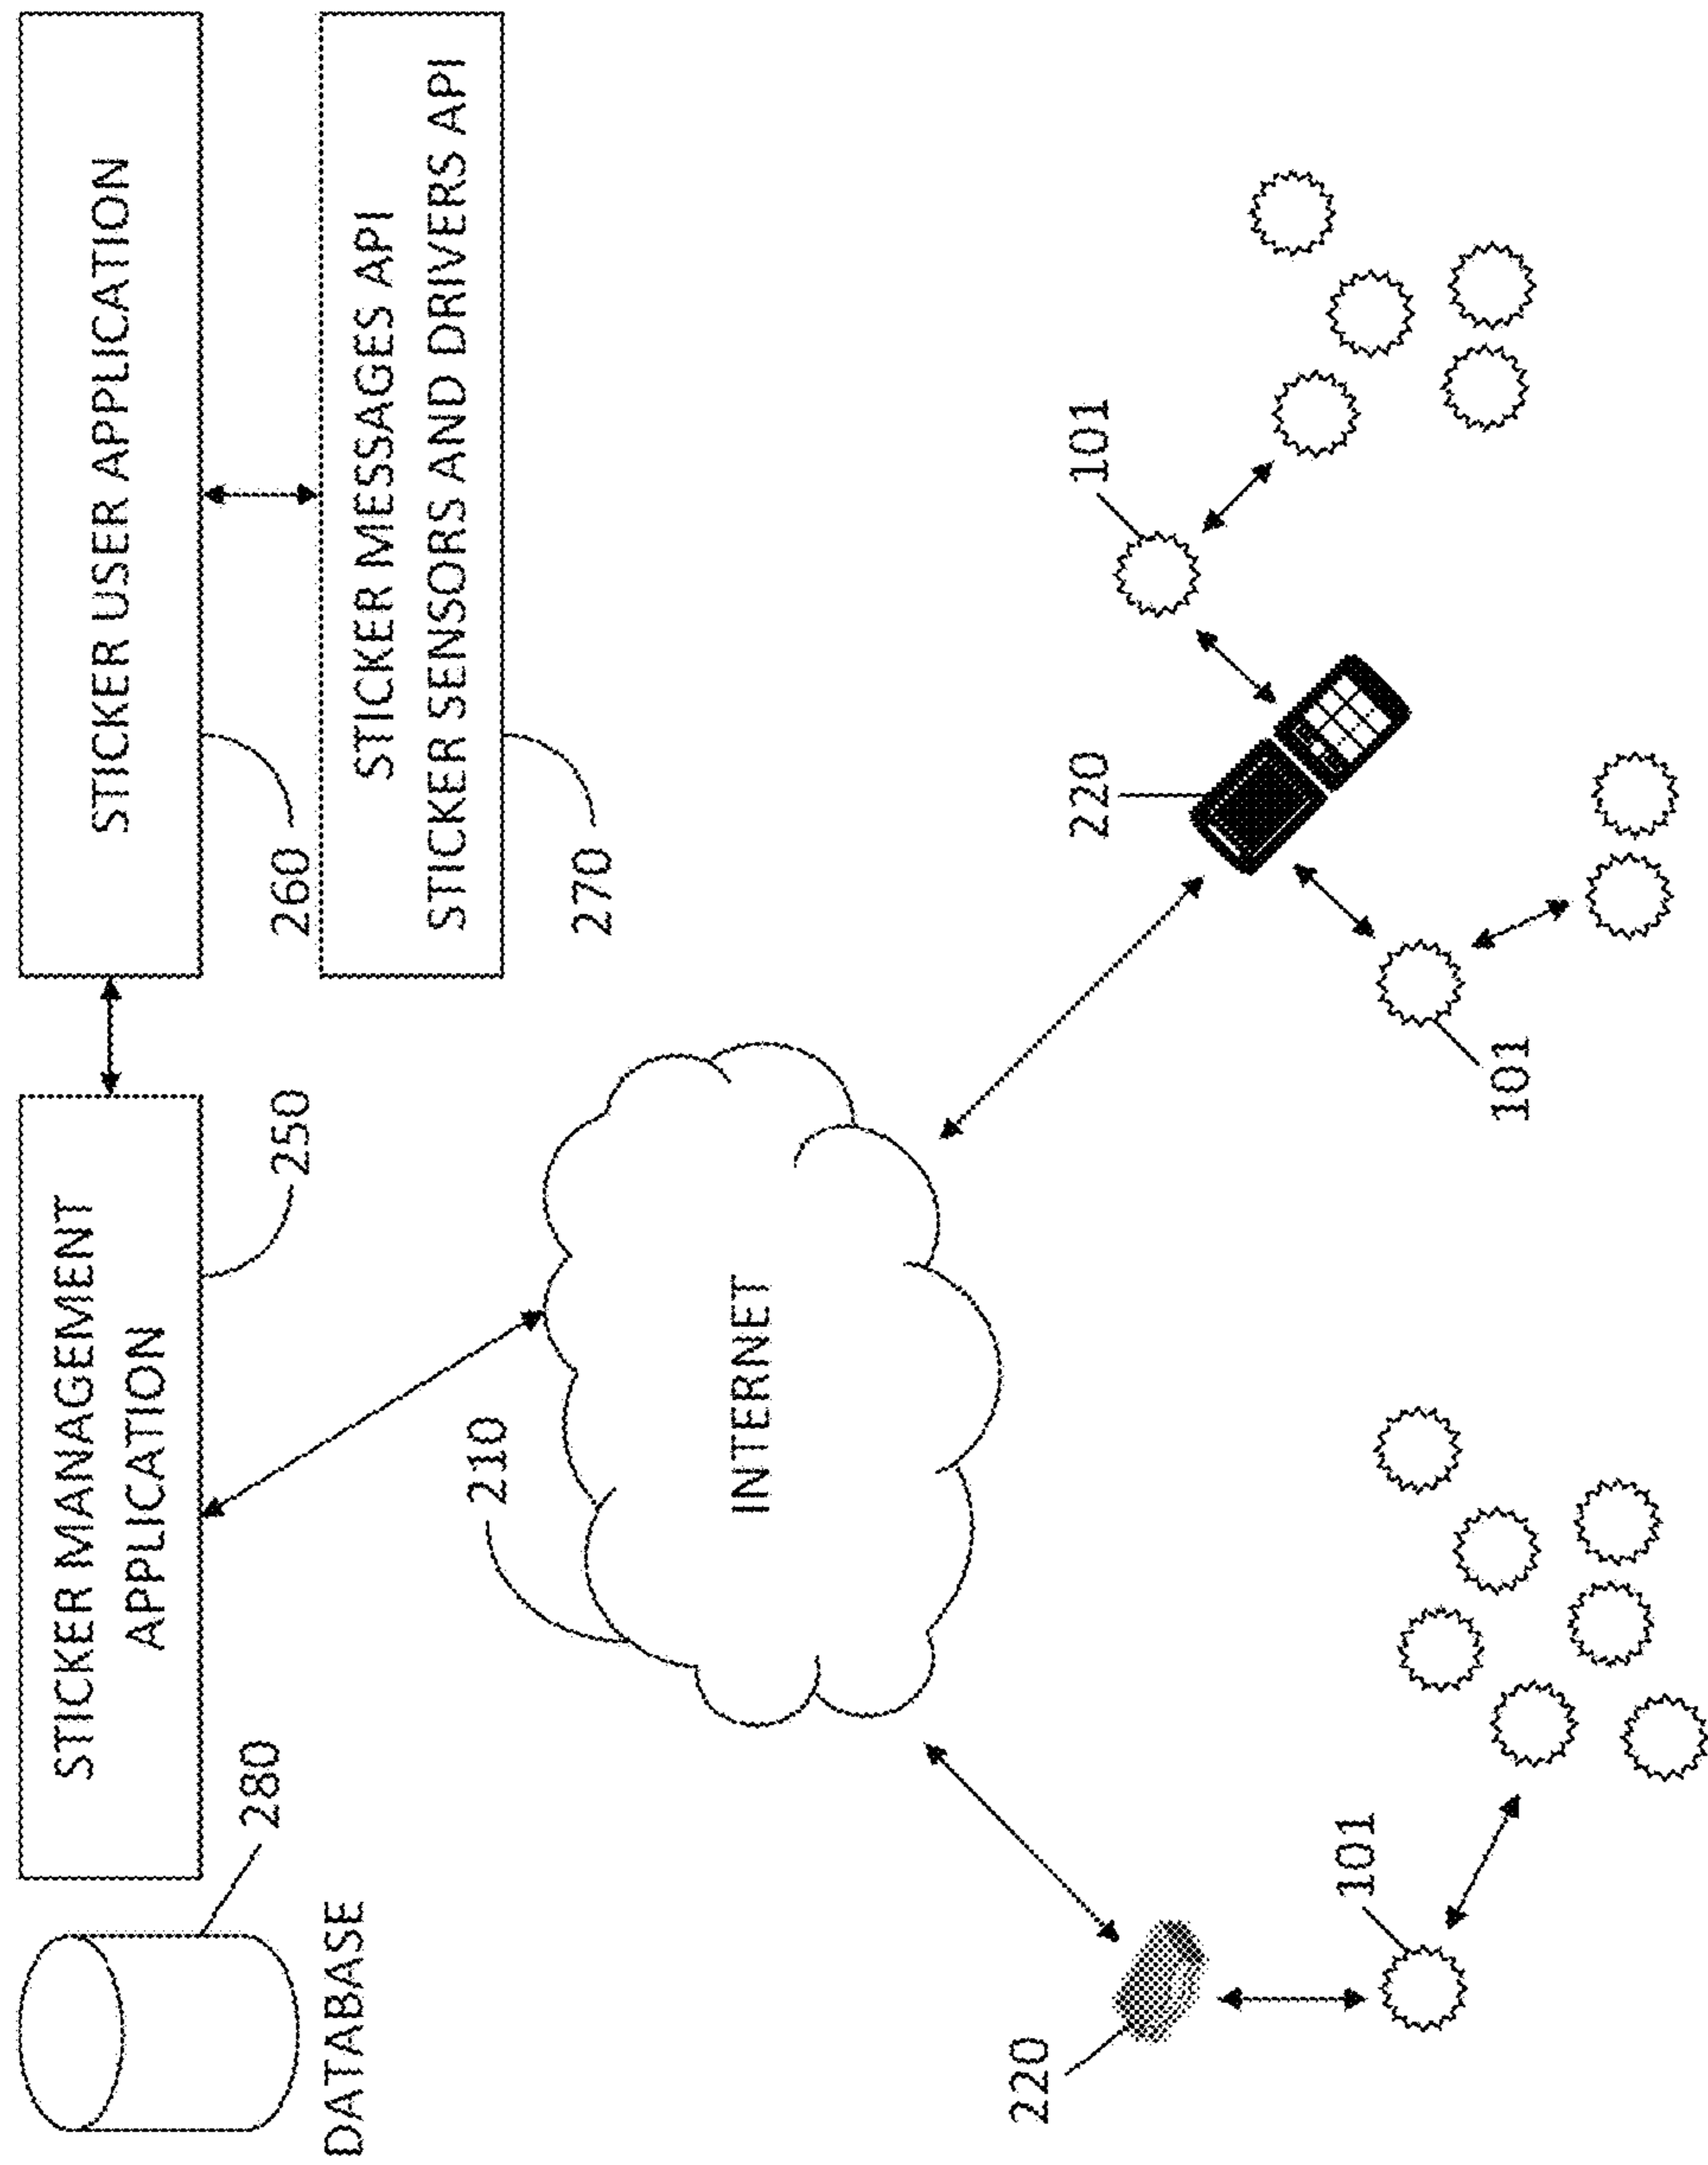 STICKER MANAGEMENT
APPLICATION
250
STICKER USER APPLICATION
260
STICKER MESSAGES API
STICKER SENSORS AND DRIVERS API
270
280
DATABASE
210
INTERNET
220
101
220
101
101